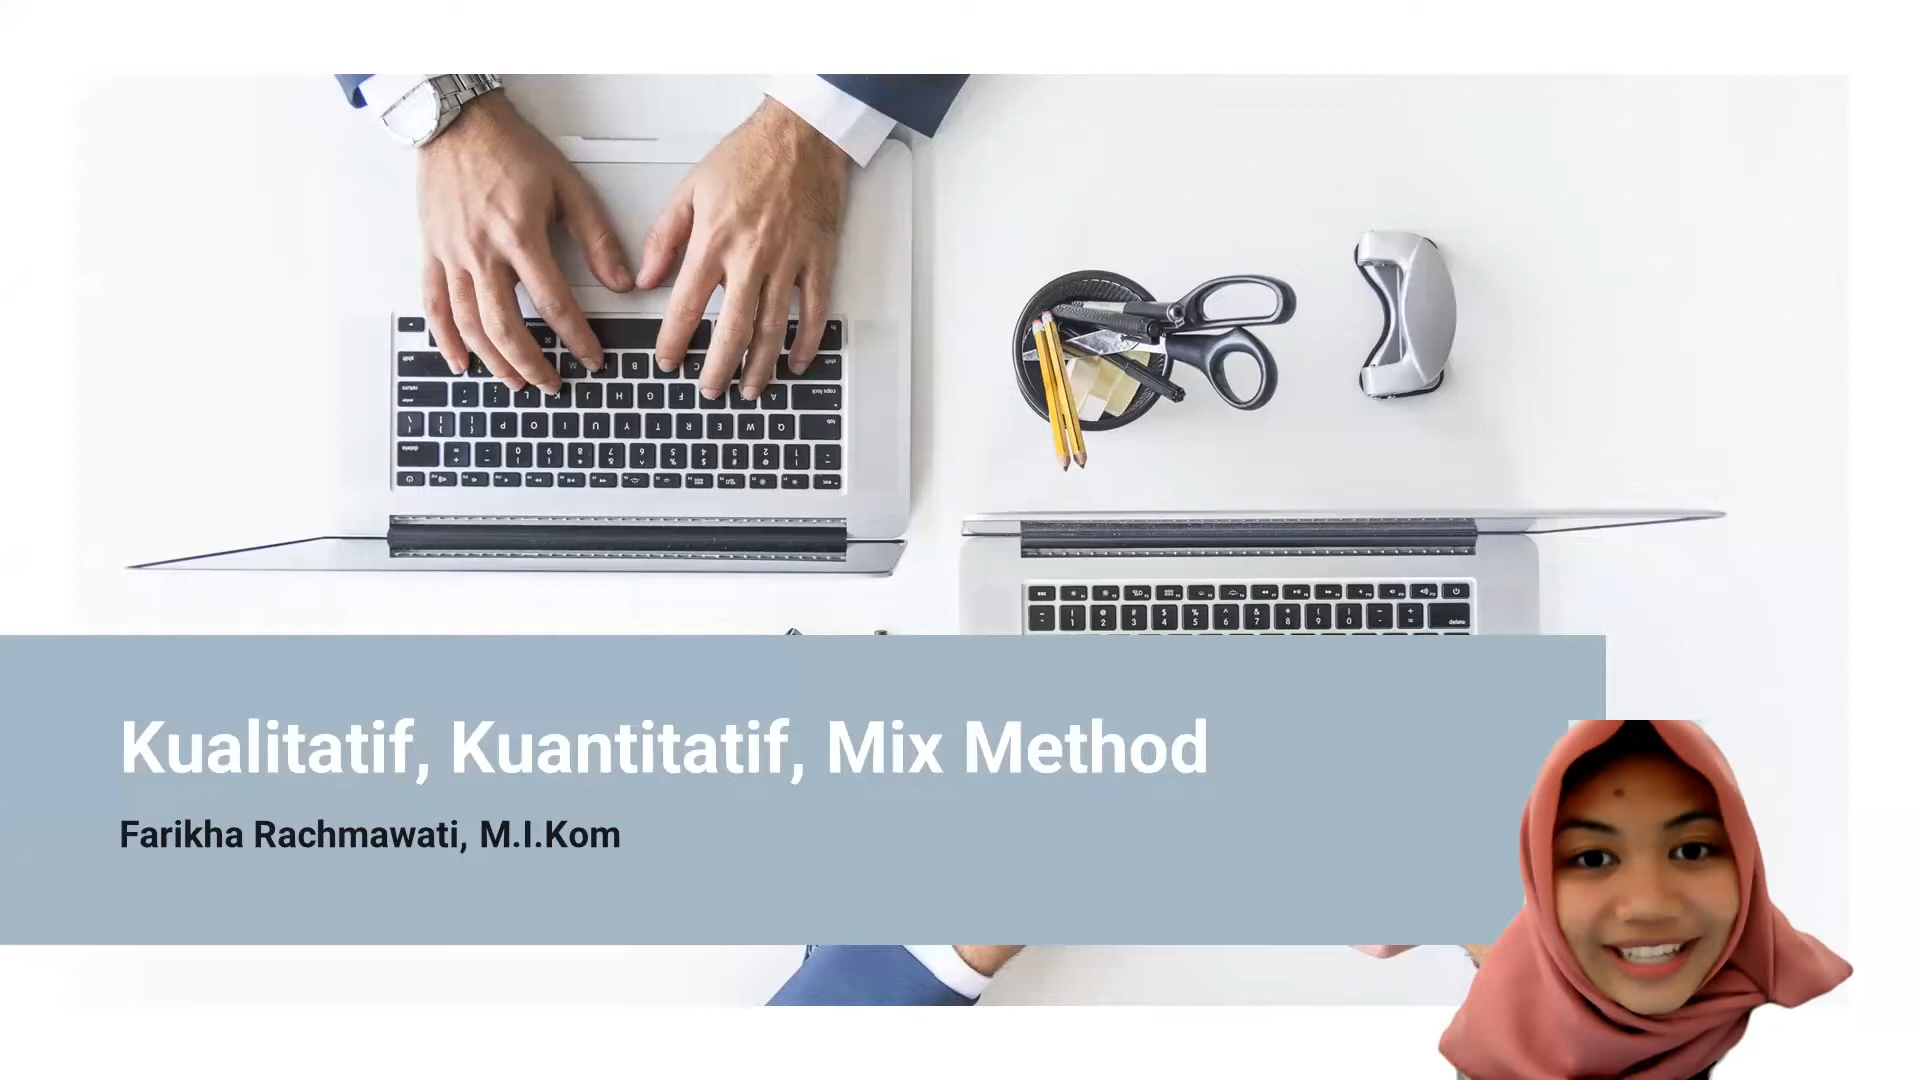 Kualitatif, Kuantitatif, Mix Method
Farikha Rachmawati, M.I.Kom